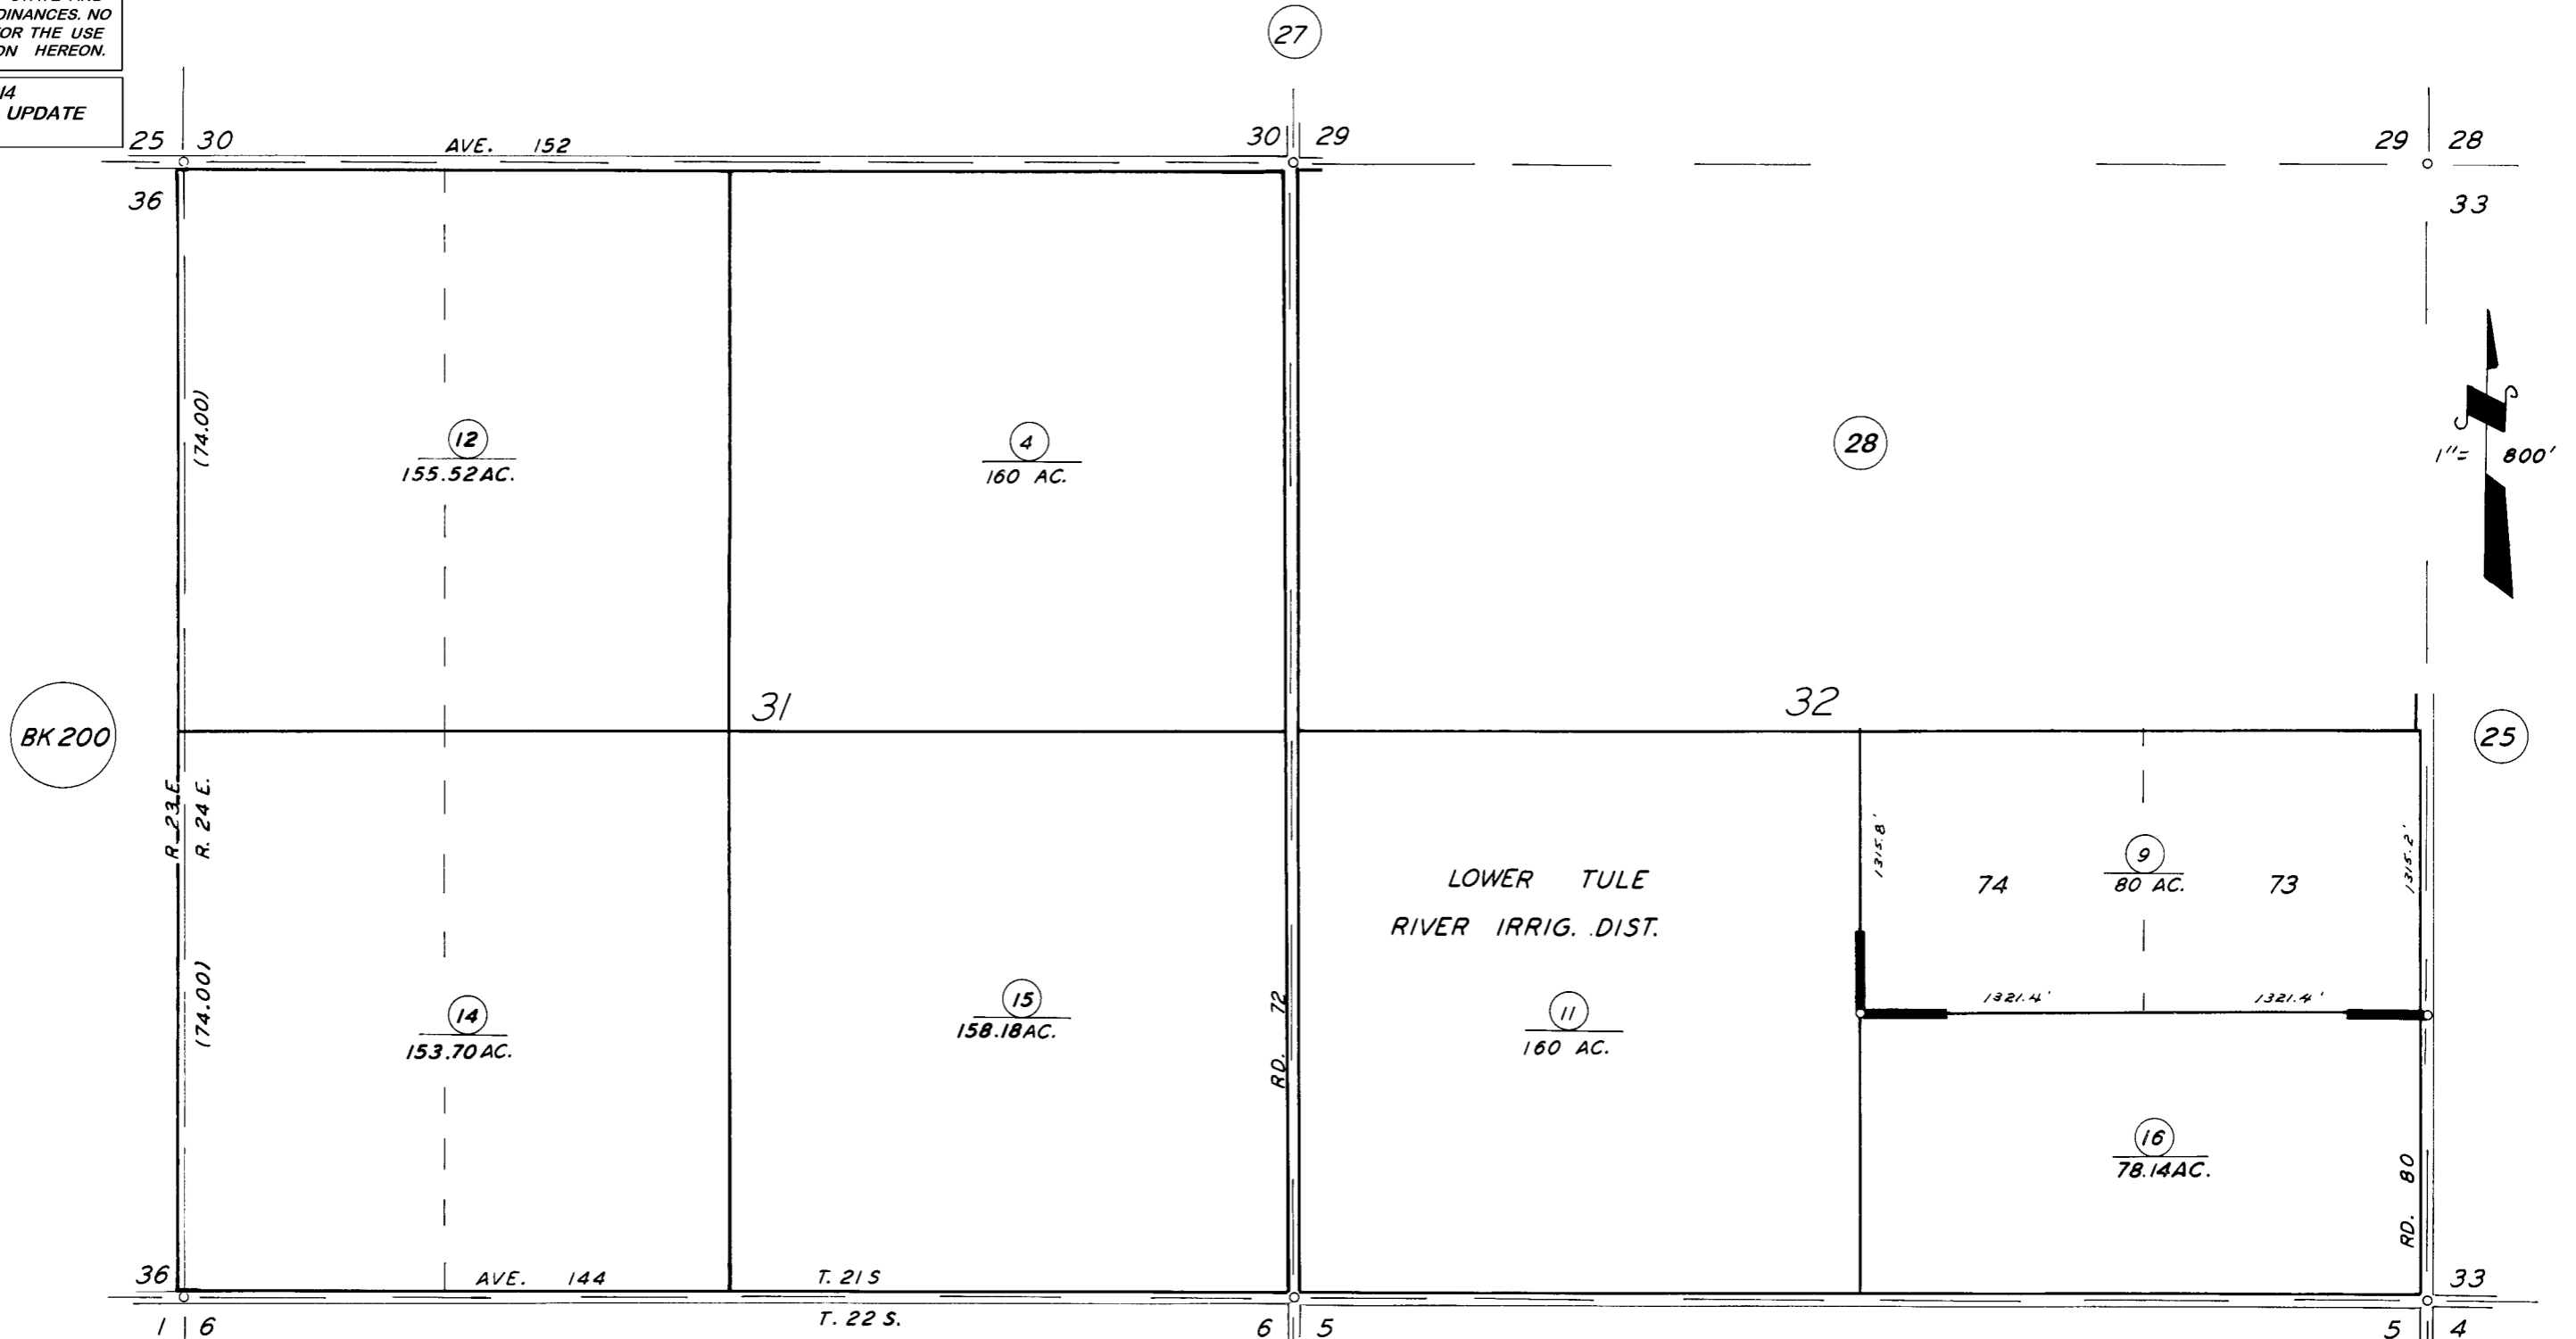 DINANCES. NO
OR THE USE
ON HEREON.
14
UPDATE
27
25 30
AVE. 152
30 29
29 28
36
33
(74.00)
12
155.52 AC.
4
160 AC.
28
1"= 800'
31
32
BK 200
25
R. 23 E.
R. 24 E.
1315.8'
1315.2'
LOWER TULE
RIVER IRRIG. DIST.
74
9
80 AC.
73
(74.00)
14
153.70 AC.
15
158.18 AC.
RD. 72
11
160 AC.
1321.4'
1321.4'
16
78.14 AC.
RD. 80
36
AVE. 144
T. 21 S
33
T. 22 S.
1 6
6 5
5 4